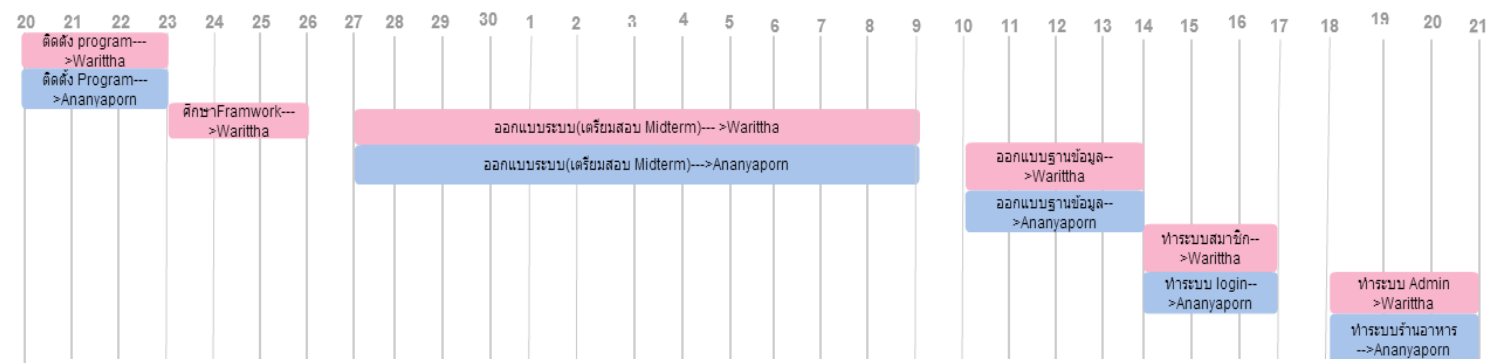 20 21 22 23 24 25 26 27 28 29 30 1 2 3 4 5 6 7 8 9 10 11 12 13 14 15 16 17 18 19 20 21
ติดตั้ง program---
>Warittha
ติดตั้ง Program---
>Ananyaporn
ศึกษาFramwork---
>Warittha
ออกแบบระบบ(เตรียมสอบ Midterm)--- >Warittha
ออกแบบระบบ(เตรียมสอบ Midterm)--->Ananyaporn
ออกแบบฐานข้อมูล--
>Warittha
ออกแบบฐานข้อมูล--
>Ananyaporn
ทำระบบสมาชิก--
>Warittha
ทำระบบ login--
>Ananyaporn
ทำระบบ Admin
>Warittha
ทำระบบร้านอาหาร
-->Ananyaporn